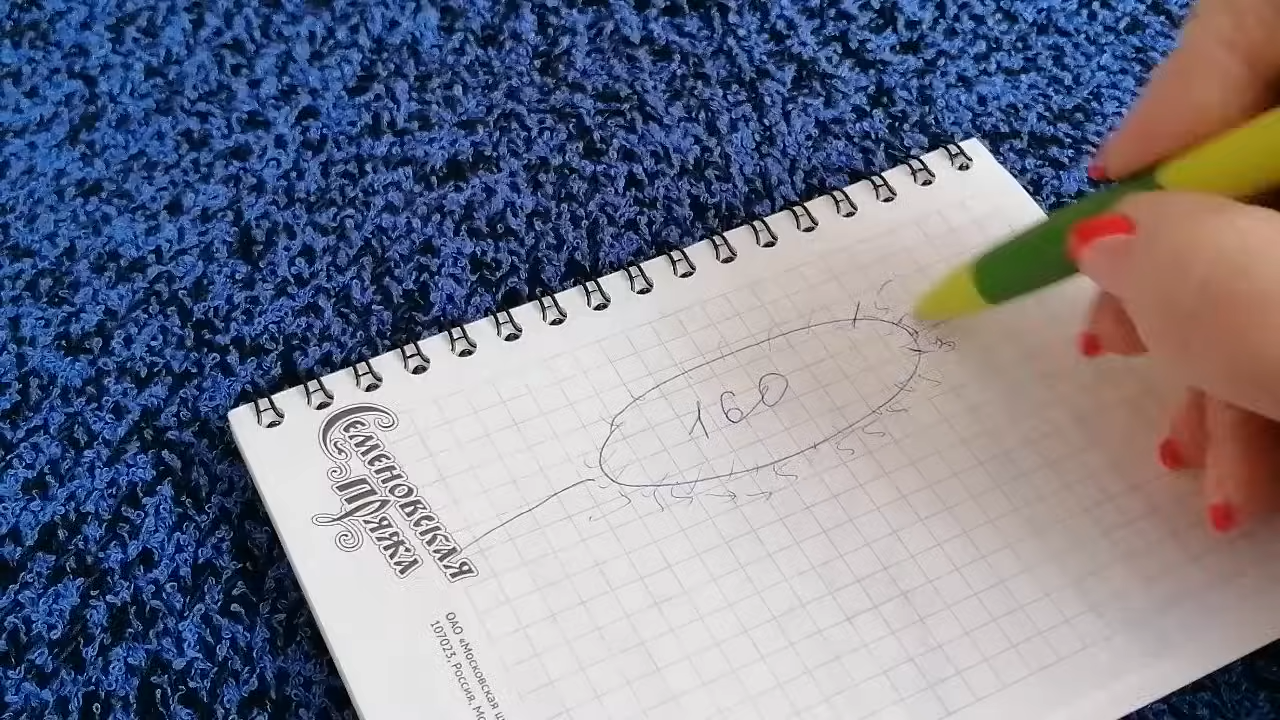 160
Семеновская
Пряжа
ОАО «Московская
107023, Россия,